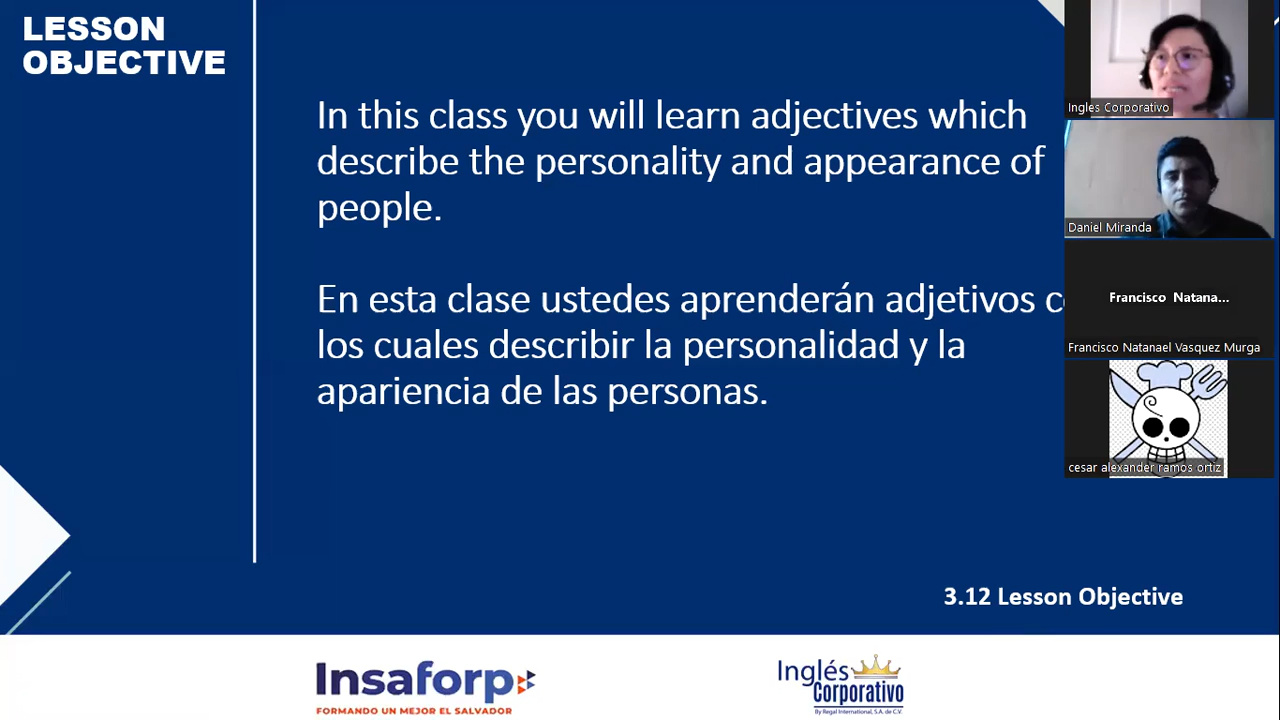 LESSON
OBJECTIVE
In this class you will learn adjectives which
describe the personality and appearance of
people.
En esta clase ustedes aprenderán adjetivos
los cuales describir la personalidad y la
apariencia de las personas.
3.12 Lesson Objective
Insaforp
FORMANDO UN MEJOR EL SALVADOR
Inglés
Corporativo
By Regal International, S.A. de C.V.
Ingles Corporativo
Daniel Miranda
Francisco Natana...
Francisco Natanael Vasquez Murga
cesar alexander ramos ortiz